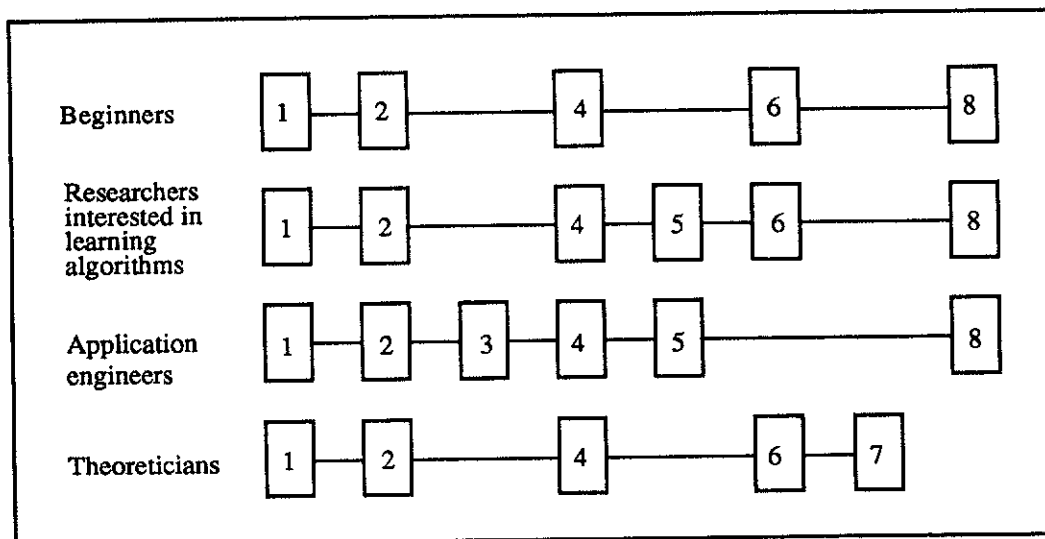 Beginners 1 2 4 6 8
Researchers
interested in
learning
algorithms 1 2 4 5 6 8
Application
engineers 1 2 3 4 5 8
Theoreticians 1 2 4 6 7